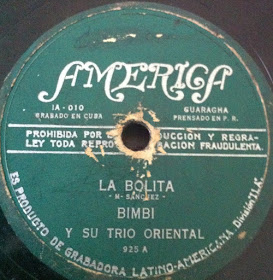 AMERICA
IA-010
GRABADO EN CUBA
GUARACHA
PRENSADO EN P. R.
PROHIBIDA POR UCCION Y REGRA-
LEY TODA REPRO ACION FRAUDULENTA.
LA BOLITA
- M· SANCHEZ -
BIMBI
Y SU TRIO ORIENTAL
925 A
ES PRODUCTO DE GRABADORA LATINO-AMERICANA